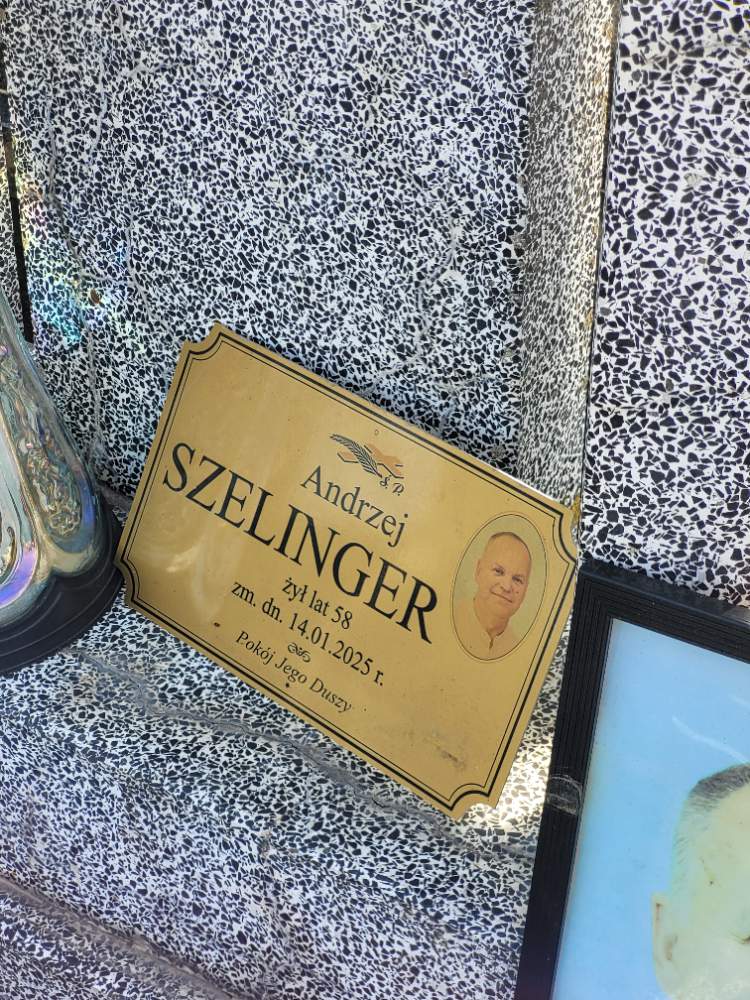 Ś. P.
Andrzej
SZELINGER
żył lat 58
zm. dn. 14.01.2025 r.
Pokój Jego Duszy